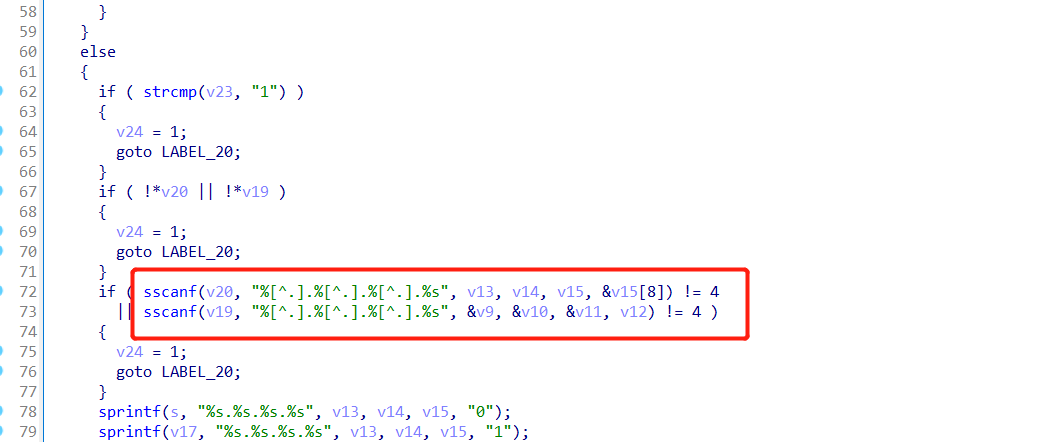 58 }
59 }
60 else
61 {
62 if ( strcmp(v23, "1") )
63 {
64 v24 = 1;
65 goto LABEL_20;
66 }
67 if ( !*v20 || !*v19 )
68 {
69 v24 = 1;
70 goto LABEL_20;
71 }
72 if ( sscanf(v20, "%[^.].%[^.].%[^.].%s", v13, v14, v15, &v15[8]) != 4
73 || sscanf(v19, "%[^.].%[^.].%[^.].%s", &v9, &v10, &v11, v12) != 4 )
74 {
75 v24 = 1;
76 goto LABEL_20;
77 }
78 sprintf(s, "%s.%s.%s.%s", v13, v14, v15, "0");
79 sprintf(v17, "%s.%s.%s.%s", v13, v14, v15, "1");